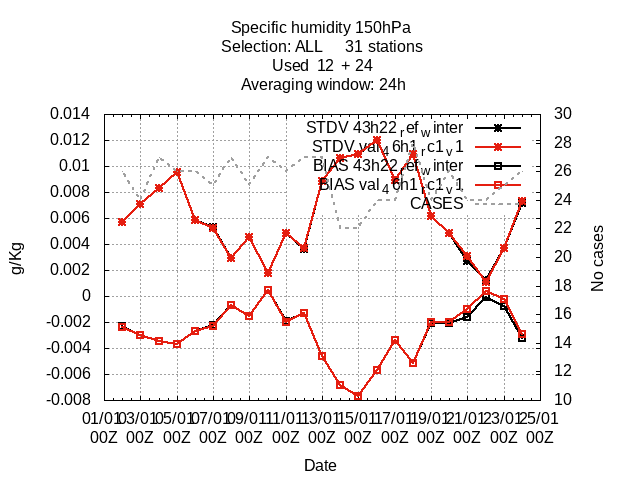 Specific humidity 150hPa
Selection: ALL 31 stations
Used 12 + 24
Averaging window: 24h
STDV 43h22_ref_winter
STDV val_46h1_rc1_v1
BIAS 43h22_ref_winter
BIAS val_46h1_rc1_v1
CASES
0.014
0.012
0.01
0.008
0.006
0.004
0.002
0
-0.002
-0.004
-0.006
-0.008
g/Kg
30
28
26
24
22
20
18
16
14
12
10
No cases
01/01 03/01 05/01 07/01 09/01 11/01 13/01 15/01 17/01 19/01 21/01 23/01 25/01
00Z 00Z 00Z 00Z 00Z 00Z 00Z 00Z 00Z 00Z 00Z 00Z 00Z
Date